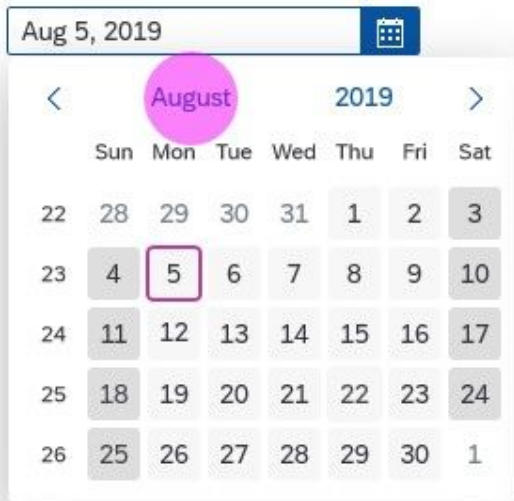 Aug 5, 2019
August 2019
Sun Mon Tue Wed Thu Fri Sat
22 28 29 30 31 1 2 3
23 4 5 6 7 8 9 10
24 11 12 13 14 15 16 17
25 18 19 20 21 22 23 24
26 25 26 27 28 29 30 1